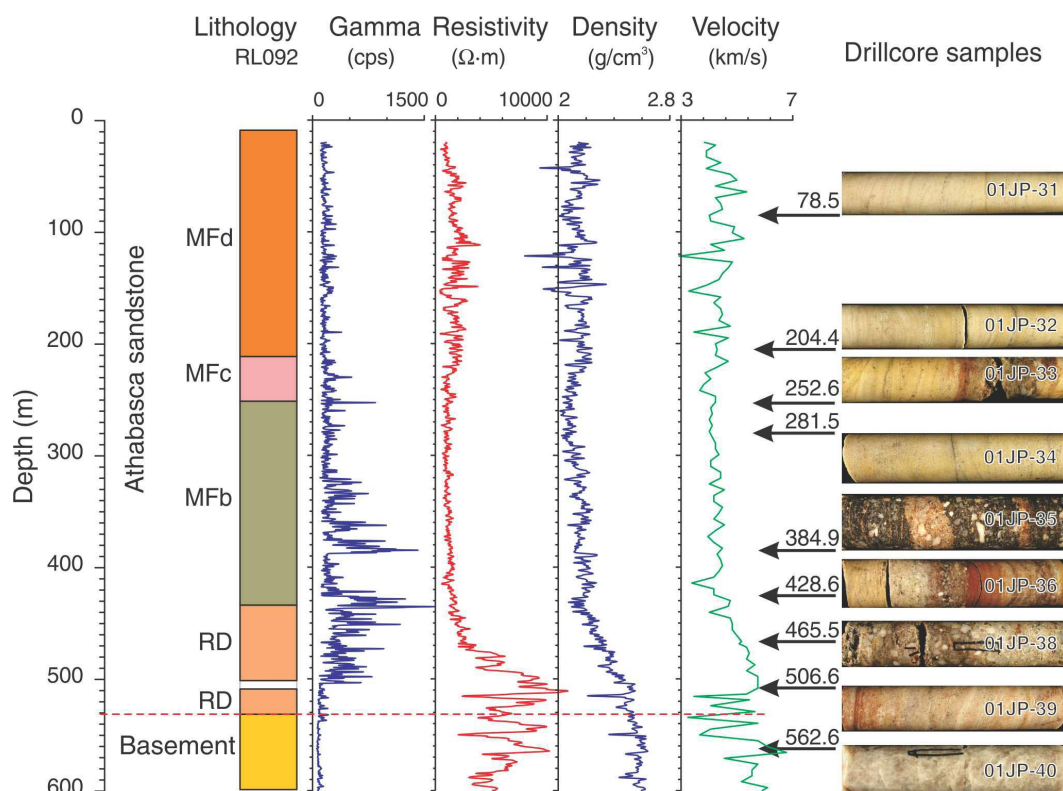 Lithology
RL092
Gamma
(cps)
Resistivity
(Ω·m)
Density
(g/cm³)
Velocity
(km/s)
Drillcore samples
0 1500 0 10000 2 2.8 3 7
Depth (m)
0
100
200
300
400
500
600
Athabasca sandstone
MFd
MFc
MFb
RD
RD
Basement
78.5
204.4
252.6
281.5
384.9
428.6
465.5
506.6
562.6
01JP-31
01JP-32
01JP-33
01JP-34
01JP-35
01JP-36
01JP-38
01JP-39
01JP-40